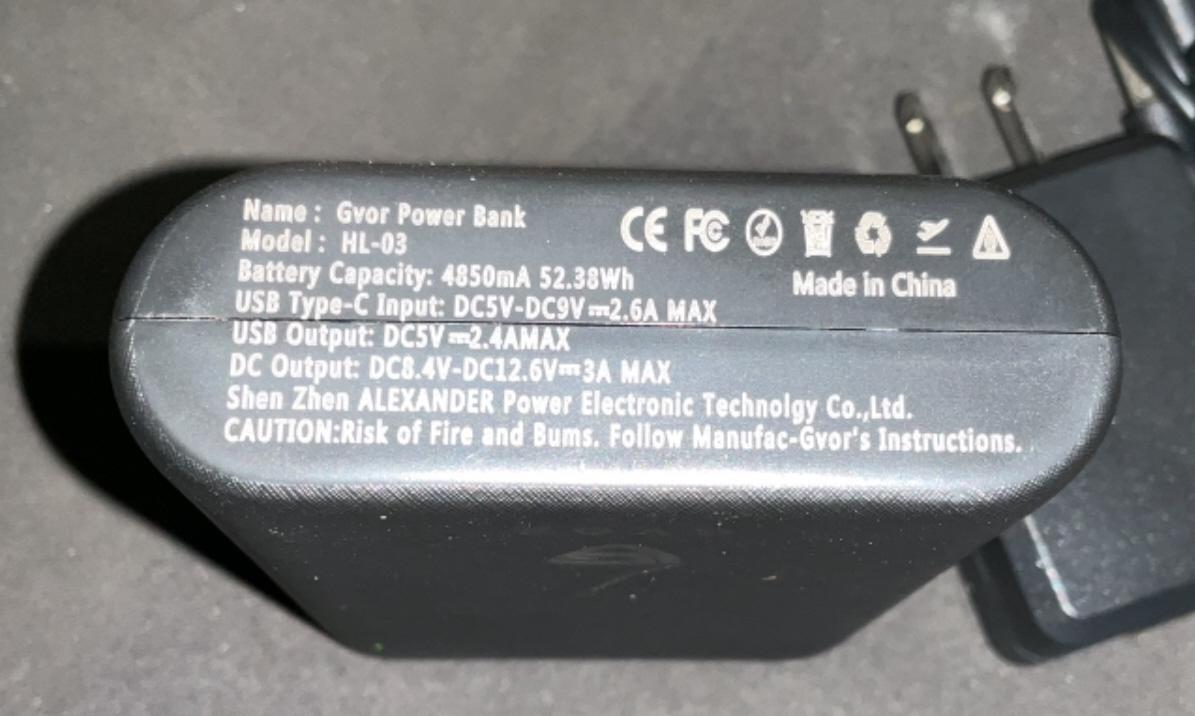 Name : Gvor Power Bank
Model : HL-03
Battery Capacity: 4850mA 52.38Wh
USB Type-C Input: DC5V-DC9V⎓2.6A MAX
USB Output: DC5V⎓2.4AMAX
DC Output: DC8.4V-DC12.6V⎓3A MAX
Shen Zhen ALEXANDER Power Electronic Technolgy Co.,Ltd.
CAUTION:Risk of Fire and Bums. Follow Manufac-Gvor's Instructions.
CE FC
Made in China